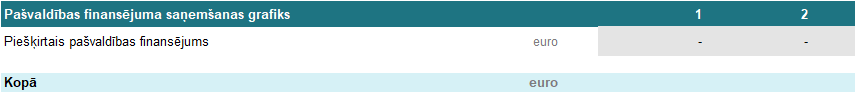 Pašvaldības finansējuma saņemšanas grafiks 1 2
Piešķirtais pašvaldības finansējums euro - -
Kopā euro